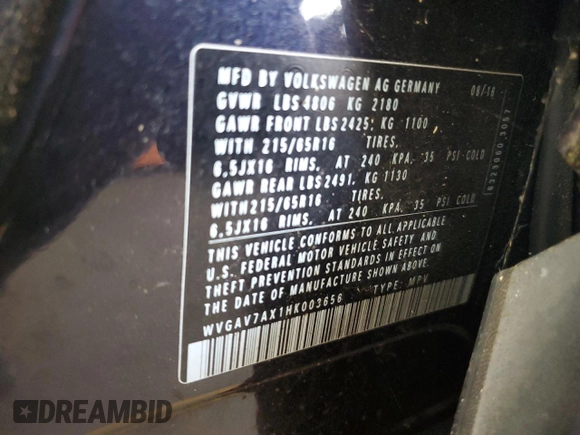 MFD BY VOLKSWAGEN AG GERMANY 08/16
GVWR LBS 4806 KG 2180
GAWR FRONT LBS 2425; KG 1100
WITH 215/65R16 TIRES,
6.5JX16 RIMS, AT 240 KPA, 35 PSI COLD
GAWR REAR LBS 2491, KG 1130
WITH 215/65R16 TIRES,
6.5JX16 RIMS, AT 240 KPA, 35 PSI COLD
THIS VEHICLE CONFORMS TO ALL APPLICABLE
U.S. FEDERAL MOTOR VEHICLE SAFETY AND
THEFT PREVENTION STANDARDS IN EFFECT ON
THE DATE OF MANUFACTURE SHOWN ABOVE.
WVGAV7AX1HK003656 TYPE: MPV
DREAMBID